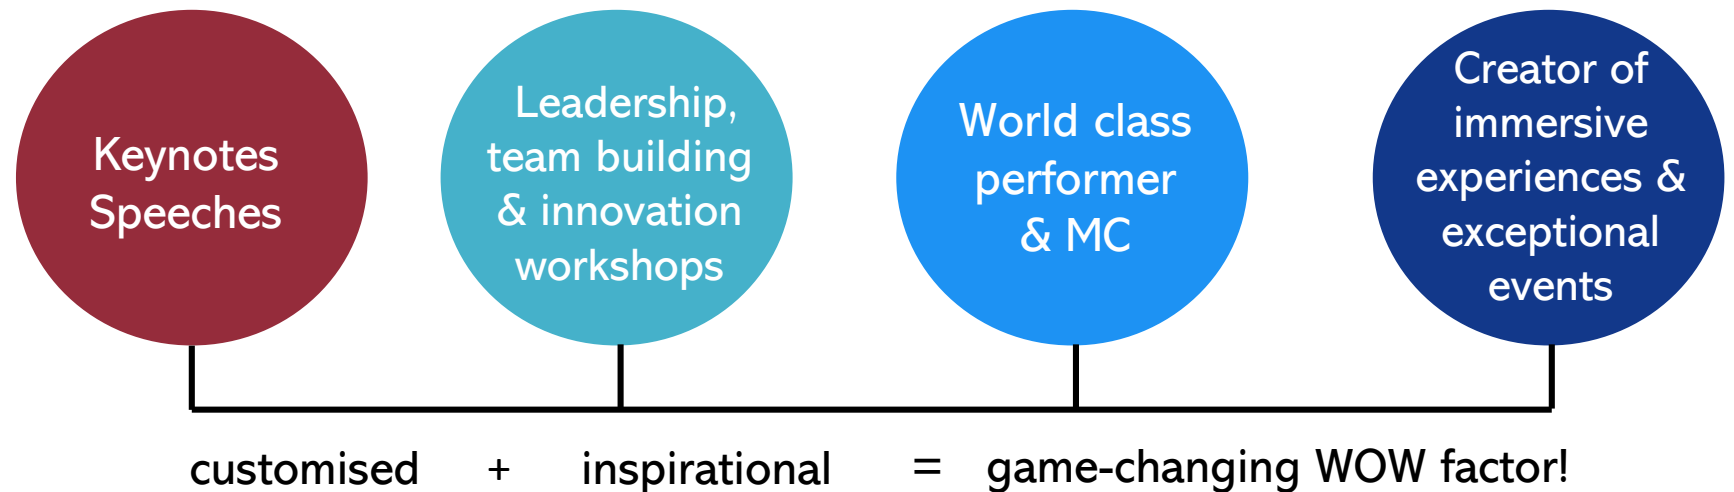 Keynotes
Speeches
Leadership,
team building
& innovation
workshops
World class
performer
& MC
Creator of
immersive
experiences &
exceptional
events
customised + inspirational = game-changing WOW factor!